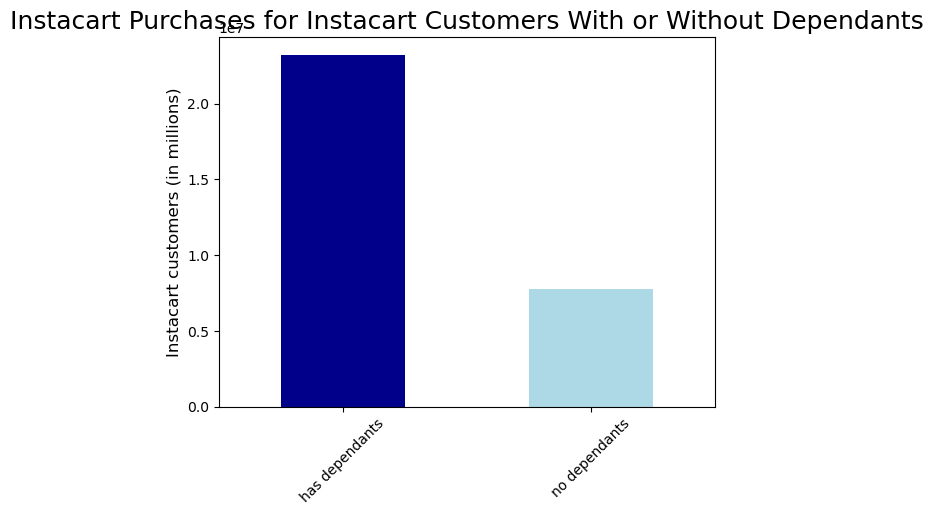 Instacart Purchases for Instacart Customers With or Without Dependants
1e7
Instacart customers (in millions)
2.0
1.5
1.0
0.5
0.0
has dependants
no dependants